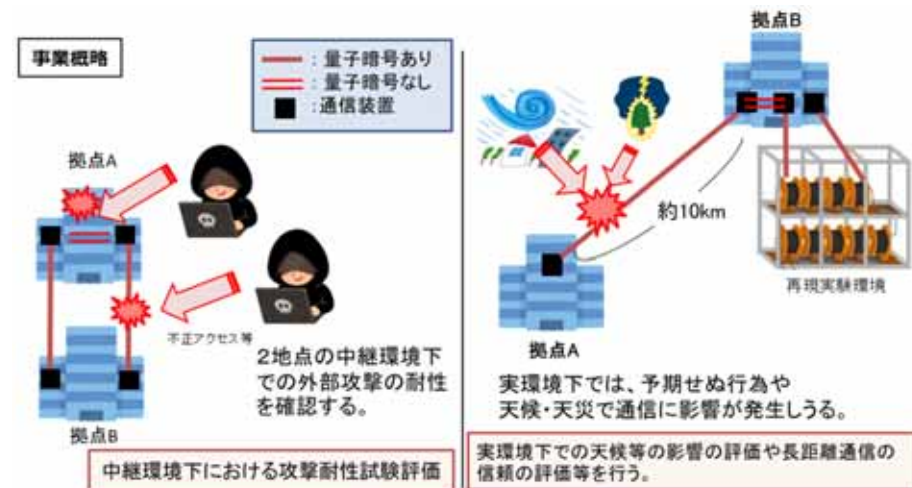 事業概略
：量子暗号あり
：量子暗号なし
：通信装置
拠点A
不正アクセス等
2地点の中継環境下
での外部攻撃の耐性
を確認する。
拠点B
中継環境下における攻撃耐性試験評価
拠点B
約10km
再現実験環境
拠点A
実環境下では、予期せぬ行為や
天候・天災で通信に影響が発生しうる。
実環境下での天候等の影響の評価や長距離通信の
信頼の評価等を行う。